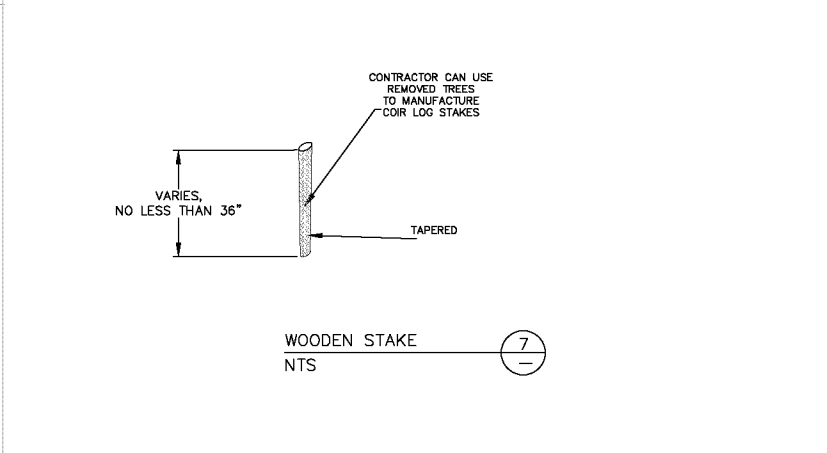 CONTRACTOR CAN USE
REMOVED TREES
TO MANUFACTURE
COIR LOG STAKES
VARIES,
NO LESS THAN 36"
TAPERED
WOODEN STAKE
7
NTS
—